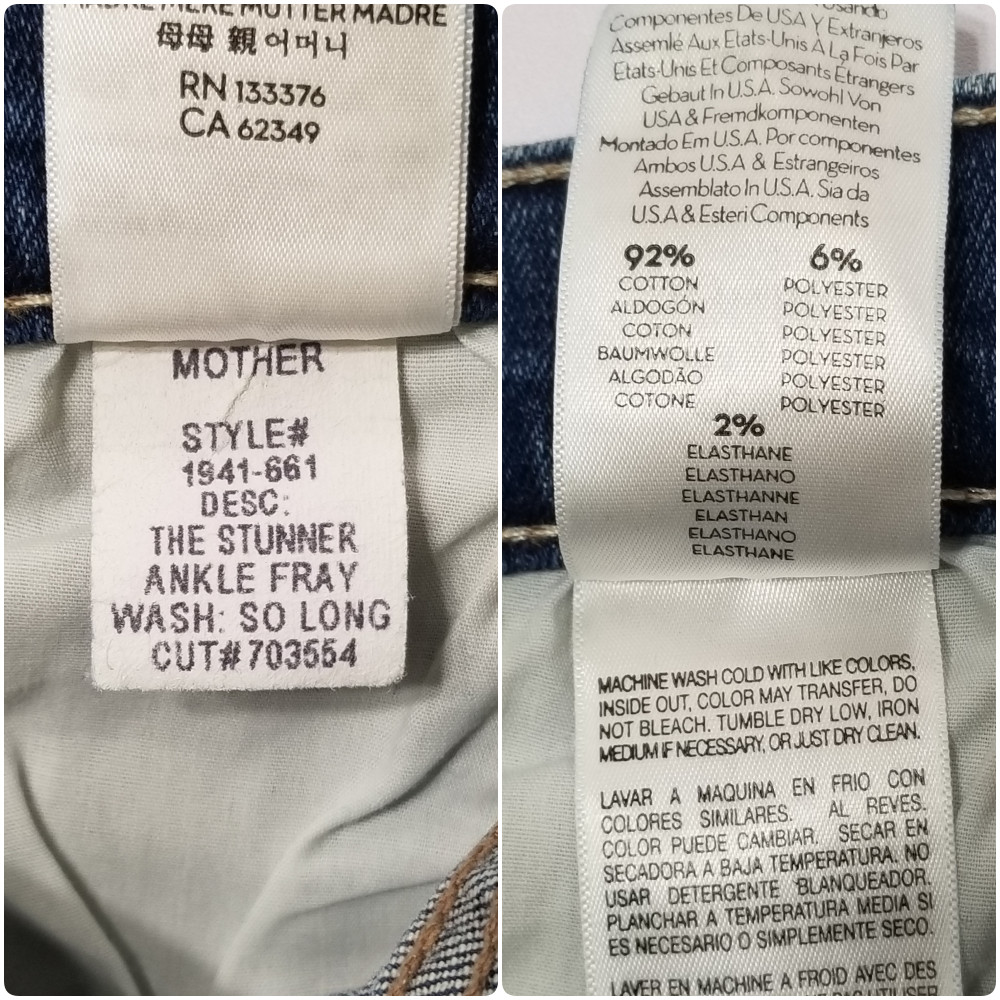 MADRE MERE MUTTER MADRE
母母 親 어머니
RN 133376
CA 62349
MOTHER
STYLE#
1941-661
DESC:
THE STUNNER
ANKLE FRAY
WASH: SO LONG
CUT# 703554
Componentes De USA Y Extranjeros
Assemlé Aux Etats-Unis A La Fois Par
Etats-Unis Et Composants Étrangers
Gebaut In U.S.A. Sowohl Von
USA & Fremdkomponenten
Montado Em U.S.A. Por componentes
Ambos U.S.A & Estrangeiros
Assemblato In U.S.A. Sia da
U.S.A & Esteri Components
92% 6%
COTTON POLYESTER
ALDOGÓN POLYESTER
COTON POLYESTER
BAUMWOLLE POLYESTER
ALGODÃO POLYESTER
COTONE POLYESTER
2%
ELASTHANE
ELASTHANO
ELASTHANNE
ELASTHAN
ELASTHANO
ELASTHANE
MACHINE WASH COLD WITH LIKE COLORS,
INSIDE OUT, COLOR MAY TRANSFER, DO
NOT BLEACH. TUMBLE DRY LOW, IRON
MEDIUM IF NECESSARY, OR JUST DRY CLEAN.
LAVAR A MAQUINA EN FRIO CON
COLORES SIMILARES. AL REVES.
COLOR PUEDE CAMBIAR. SECAR EN
SECADORA A BAJA TEMPERATURA. NO
USAR DETERGENTE BLANQUEADOR.
PLANCHAR A TEMPERATURA MEDIA SI
ES NECESARIO O SIMPLEMENTE SECO.
LAVER EN MACHINE A FROID AVEC DES
UTILISER